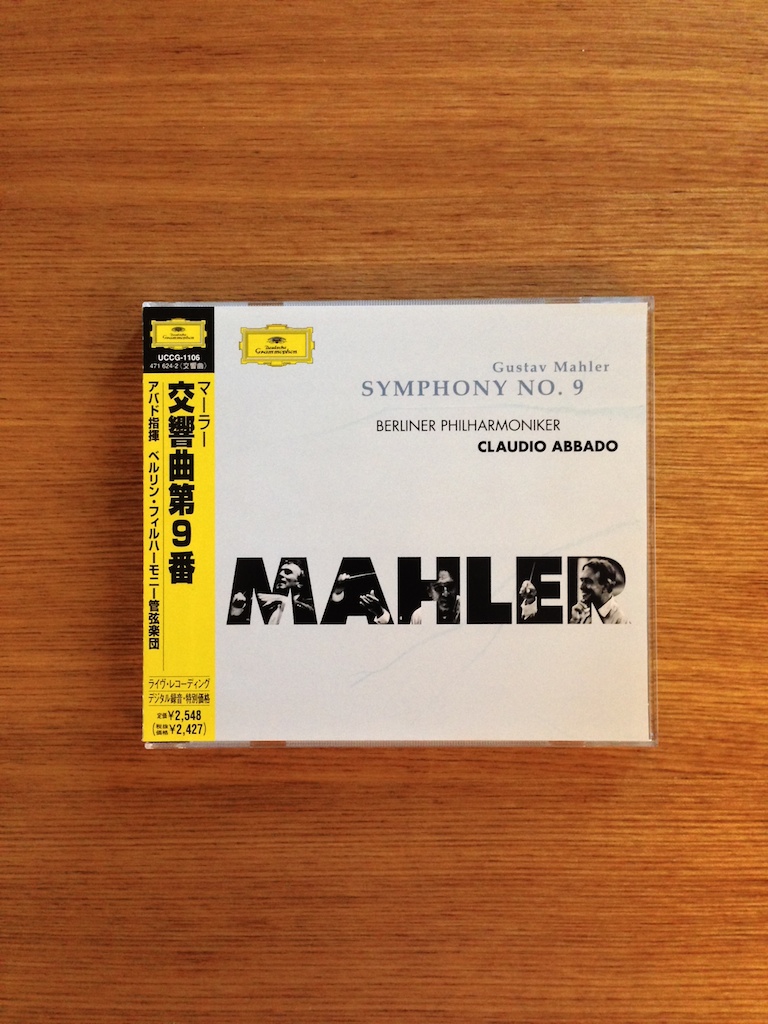 Deutsche
Grammophon
UCCG-1106
471 624-2〈交響曲〉
マーラー
交響曲第9番
アバド指揮 ベルリン・フィルハーモニー管弦楽団
ライヴ・レコーディング
デジタル録音・特別価格
定価¥2,548
(税抜価格¥2,427)
Deutsche
Grammophon
Gustav Mahler
SYMPHONY NO. 9
BERLINER PHILHARMONIKER
CLAUDIO ABBADO
MAHLER